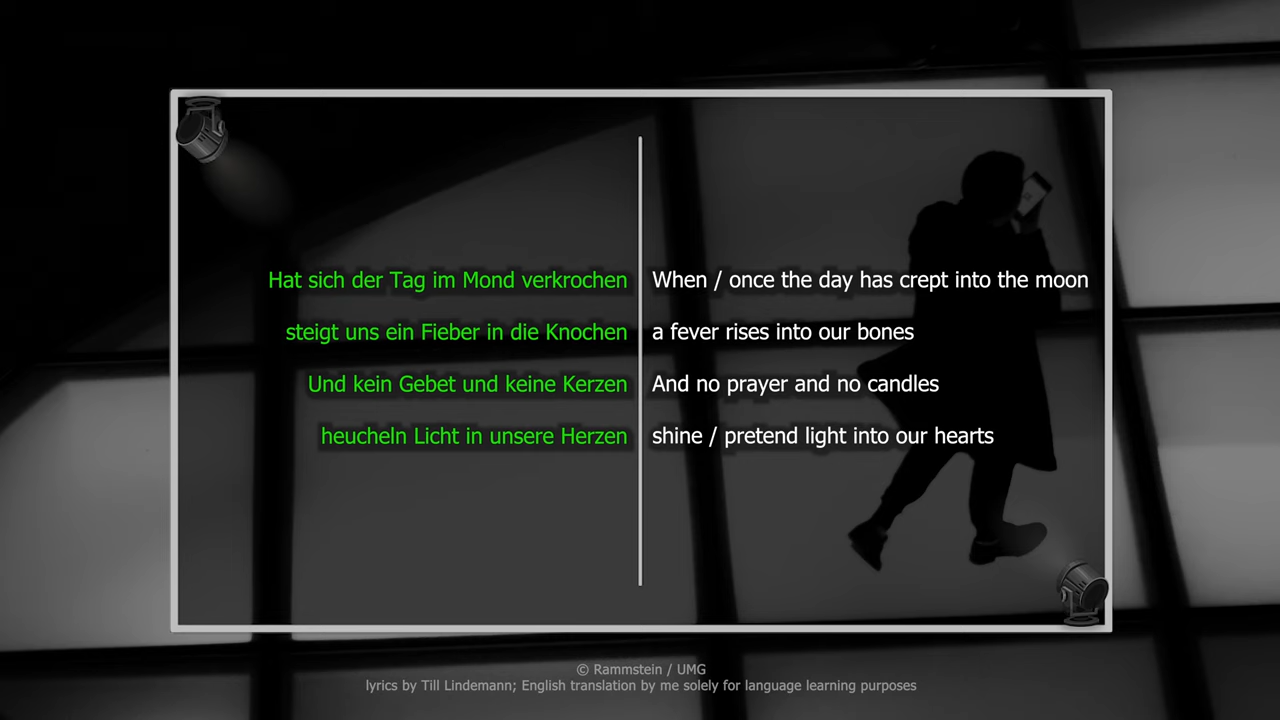 Hat sich der Tag im Mond verkrochen
When / once the day has crept into the moon
steigt uns ein Fieber in die Knochen
a fever rises into our bones
Und kein Gebet und keine Kerzen
And no prayer and no candles
heucheln Licht in unsere Herzen
shine / pretend light into our hearts
© Rammstein / UMG
lyrics by Till Lindemann; English translation by me solely for language learning purposes